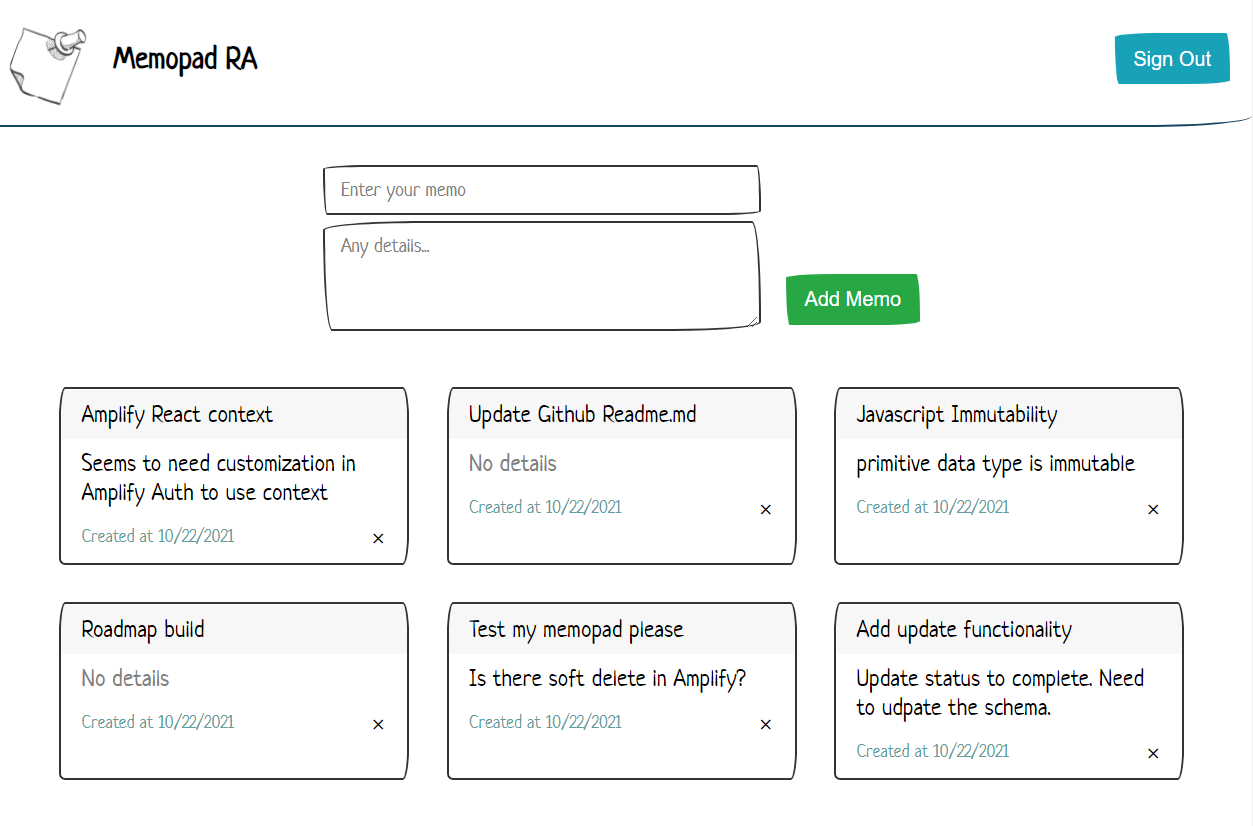 Memopad RA
Sign Out
Enter your memo
Any details...
Add Memo
Amplify React context
Seems to need customization in
Amplify Auth to use context
Created at 10/22/2021
×
Update Github Readme.md
No details
Created at 10/22/2021
×
Javascript Immutability
primitive data type is immutable
Created at 10/22/2021
×
Roadmap build
No details
Created at 10/22/2021
×
Test my memopad please
Is there soft delete in Amplify?
Created at 10/22/2021
×
Add update functionality
Update status to complete. Need
to udpate the schema.
Created at 10/22/2021
×